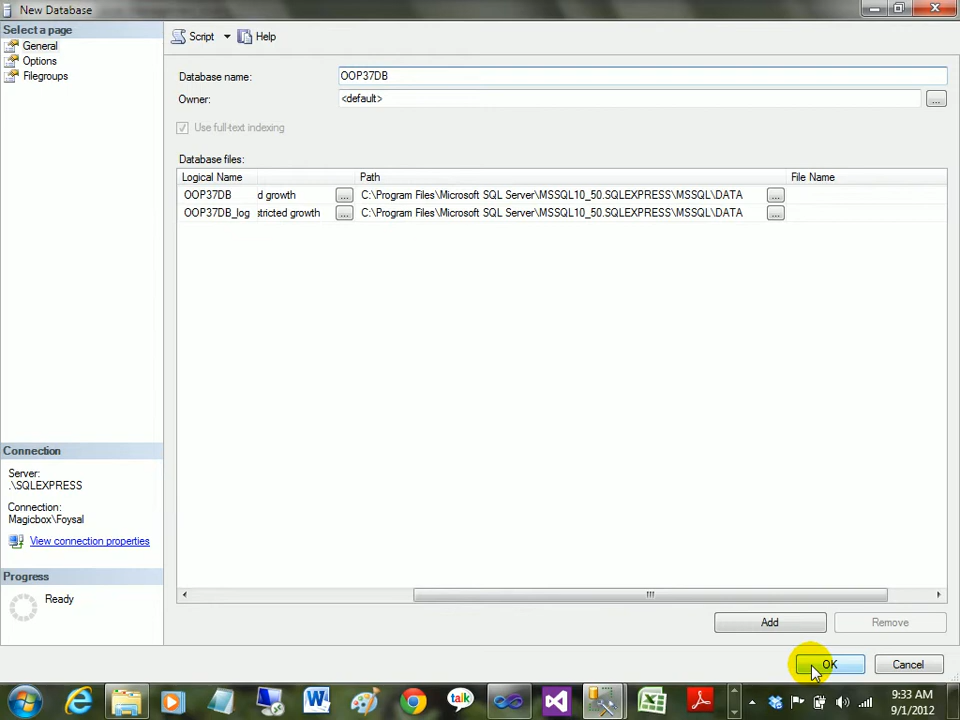 New Database
Select a page
General
Options
Filegroups
Script
Help
Database name:
OOP37DB
Owner:
<default>
...
Use full-text indexing
Database files:
Logical Name
Path
File Name
OOP37DB
d growth
...
C:\Program Files\Microsoft SQL Server\MSSQL10_50.SQLEXPRESS\MSSQL\DATA
...
OOP37DB_log
stricted growth
...
C:\Program Files\Microsoft SQL Server\MSSQL10_50.SQLEXPRESS\MSSQL\DATA
...
Connection
Server:
.\SQLEXPRESS
Connection:
Magicbox\Foysal
View connection properties
Progress
Ready
Add
Remove
OK
Cancel
talk
9:33 AM
9/1/2012